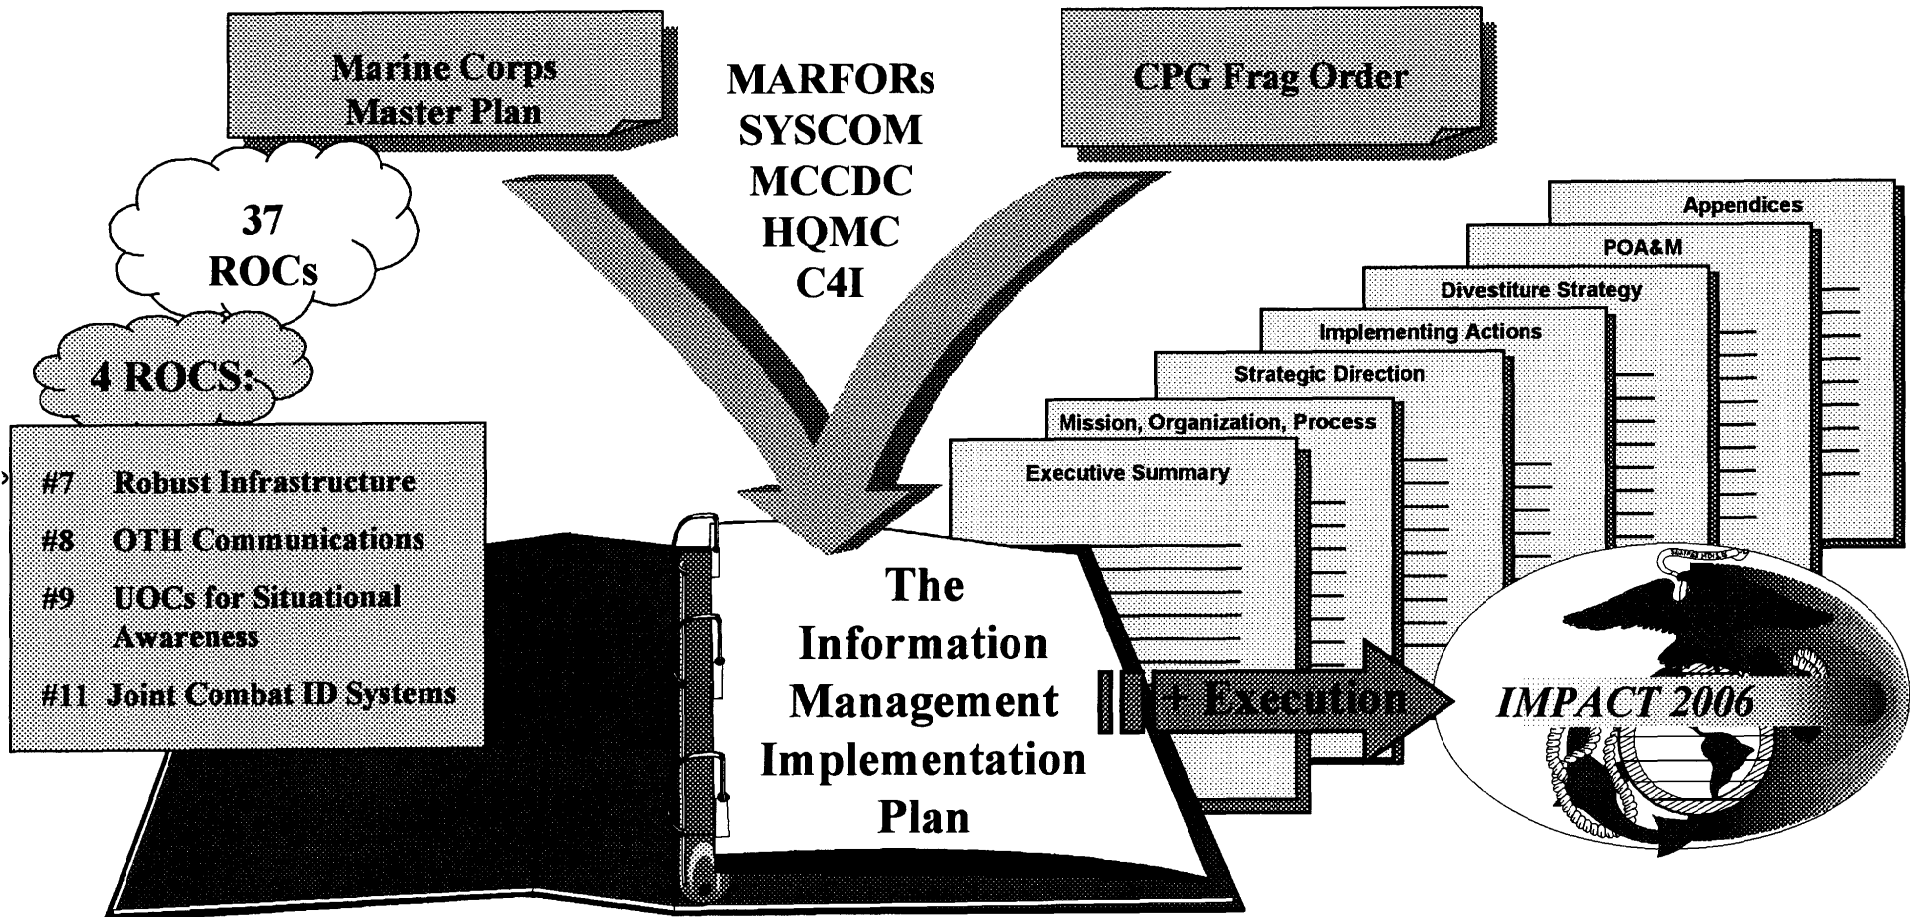 Marine Corps
Master Plan
MARFORs
SYSCOM
MCCDC
HQMC
C4I
CPG Frag Order
37
ROCs
4 ROCS:
#7 Robust Infrastructure
#8 OTH Communications
#9 UOCs for Situational
Awareness
#11 Joint Combat ID Systems
Appendices
POA&M
Divestiture Strategy
Implementing Actions
Strategic Direction
Mission, Organization, Process
Executive Summary
The
Information
Management
Implementation
Plan
+ Execution
IMPACT 2006